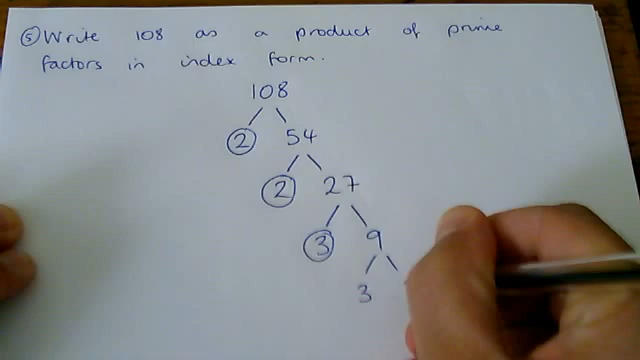 ⑤ Write 108 as a product of prime
factors in index form.
108
2 54
2 27
3 9
3